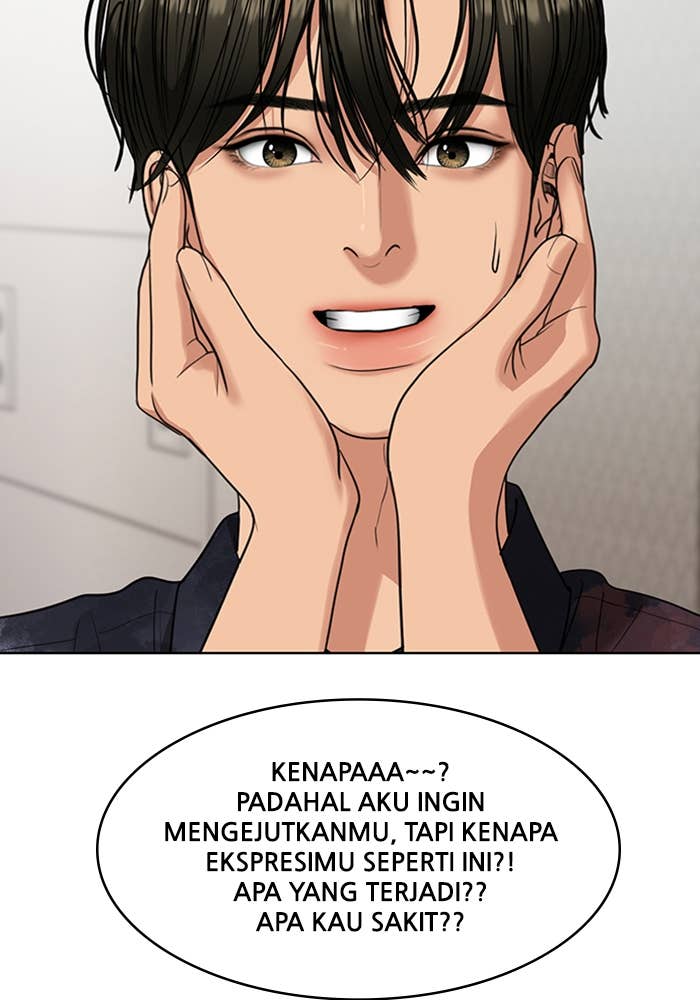 KENAPAAA~~?
PADAHAL AKU INGIN
MENGEJUTKANMU, TAPI KENAPA
EKSPRESIMU SEPERTI INI?!
APA YANG TERJADI??
APA KAU SAKIT??